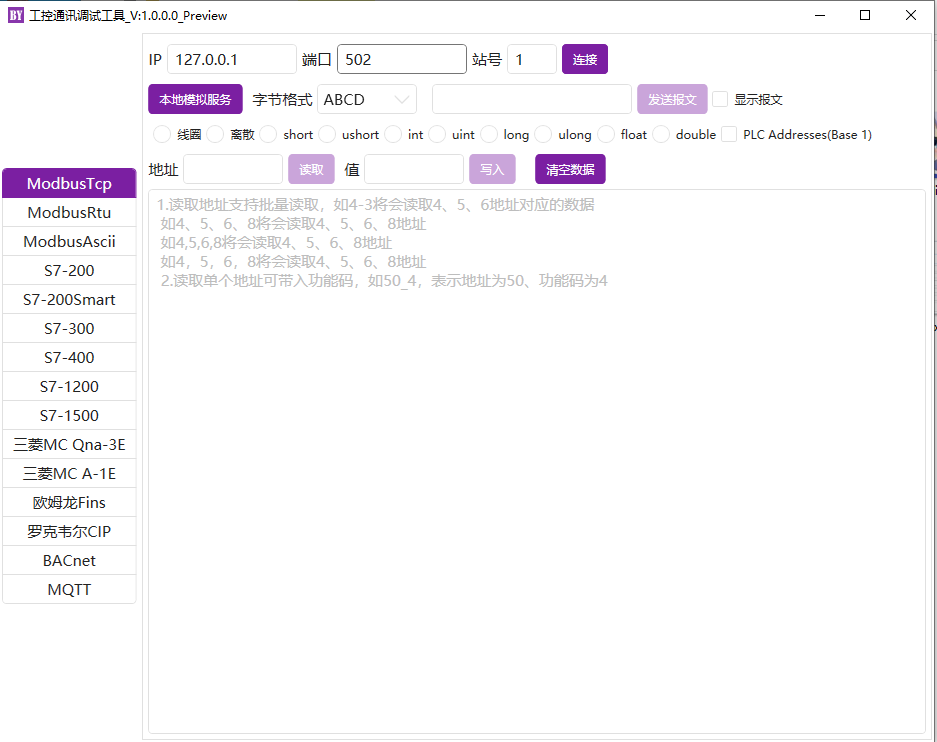 BY 工控通讯调试工具_V:1.0.0.0_Preview
IP 127.0.0.1 端口 502 站号 1 连接
本地模拟服务 字节格式 ABCD 发送报文 显示报文
线圈 离散 short ushort int uint long ulong float double PLC Addresses(Base 1)
地址 读取 值 写入 清空数据
ModbusTcp
ModbusRtu
ModbusAscii
S7-200
S7-200Smart
S7-300
S7-400
S7-1200
S7-1500
三菱MC Qna-3E
三菱MC A-1E
欧姆龙Fins
罗克韦尔CIP
BACnet
MQTT
1.读取地址支持批量读取，如4-3将会读取4、5、6地址对应的数据
如4、5、6、8将会读取4、5、6、8地址
如4,5,6,8将会读取4、5、6、8地址
如4，5，6，8将会读取4、5、6、8地址
2.读取单个地址可带入功能码，如50_4，表示地址为50、功能码为4